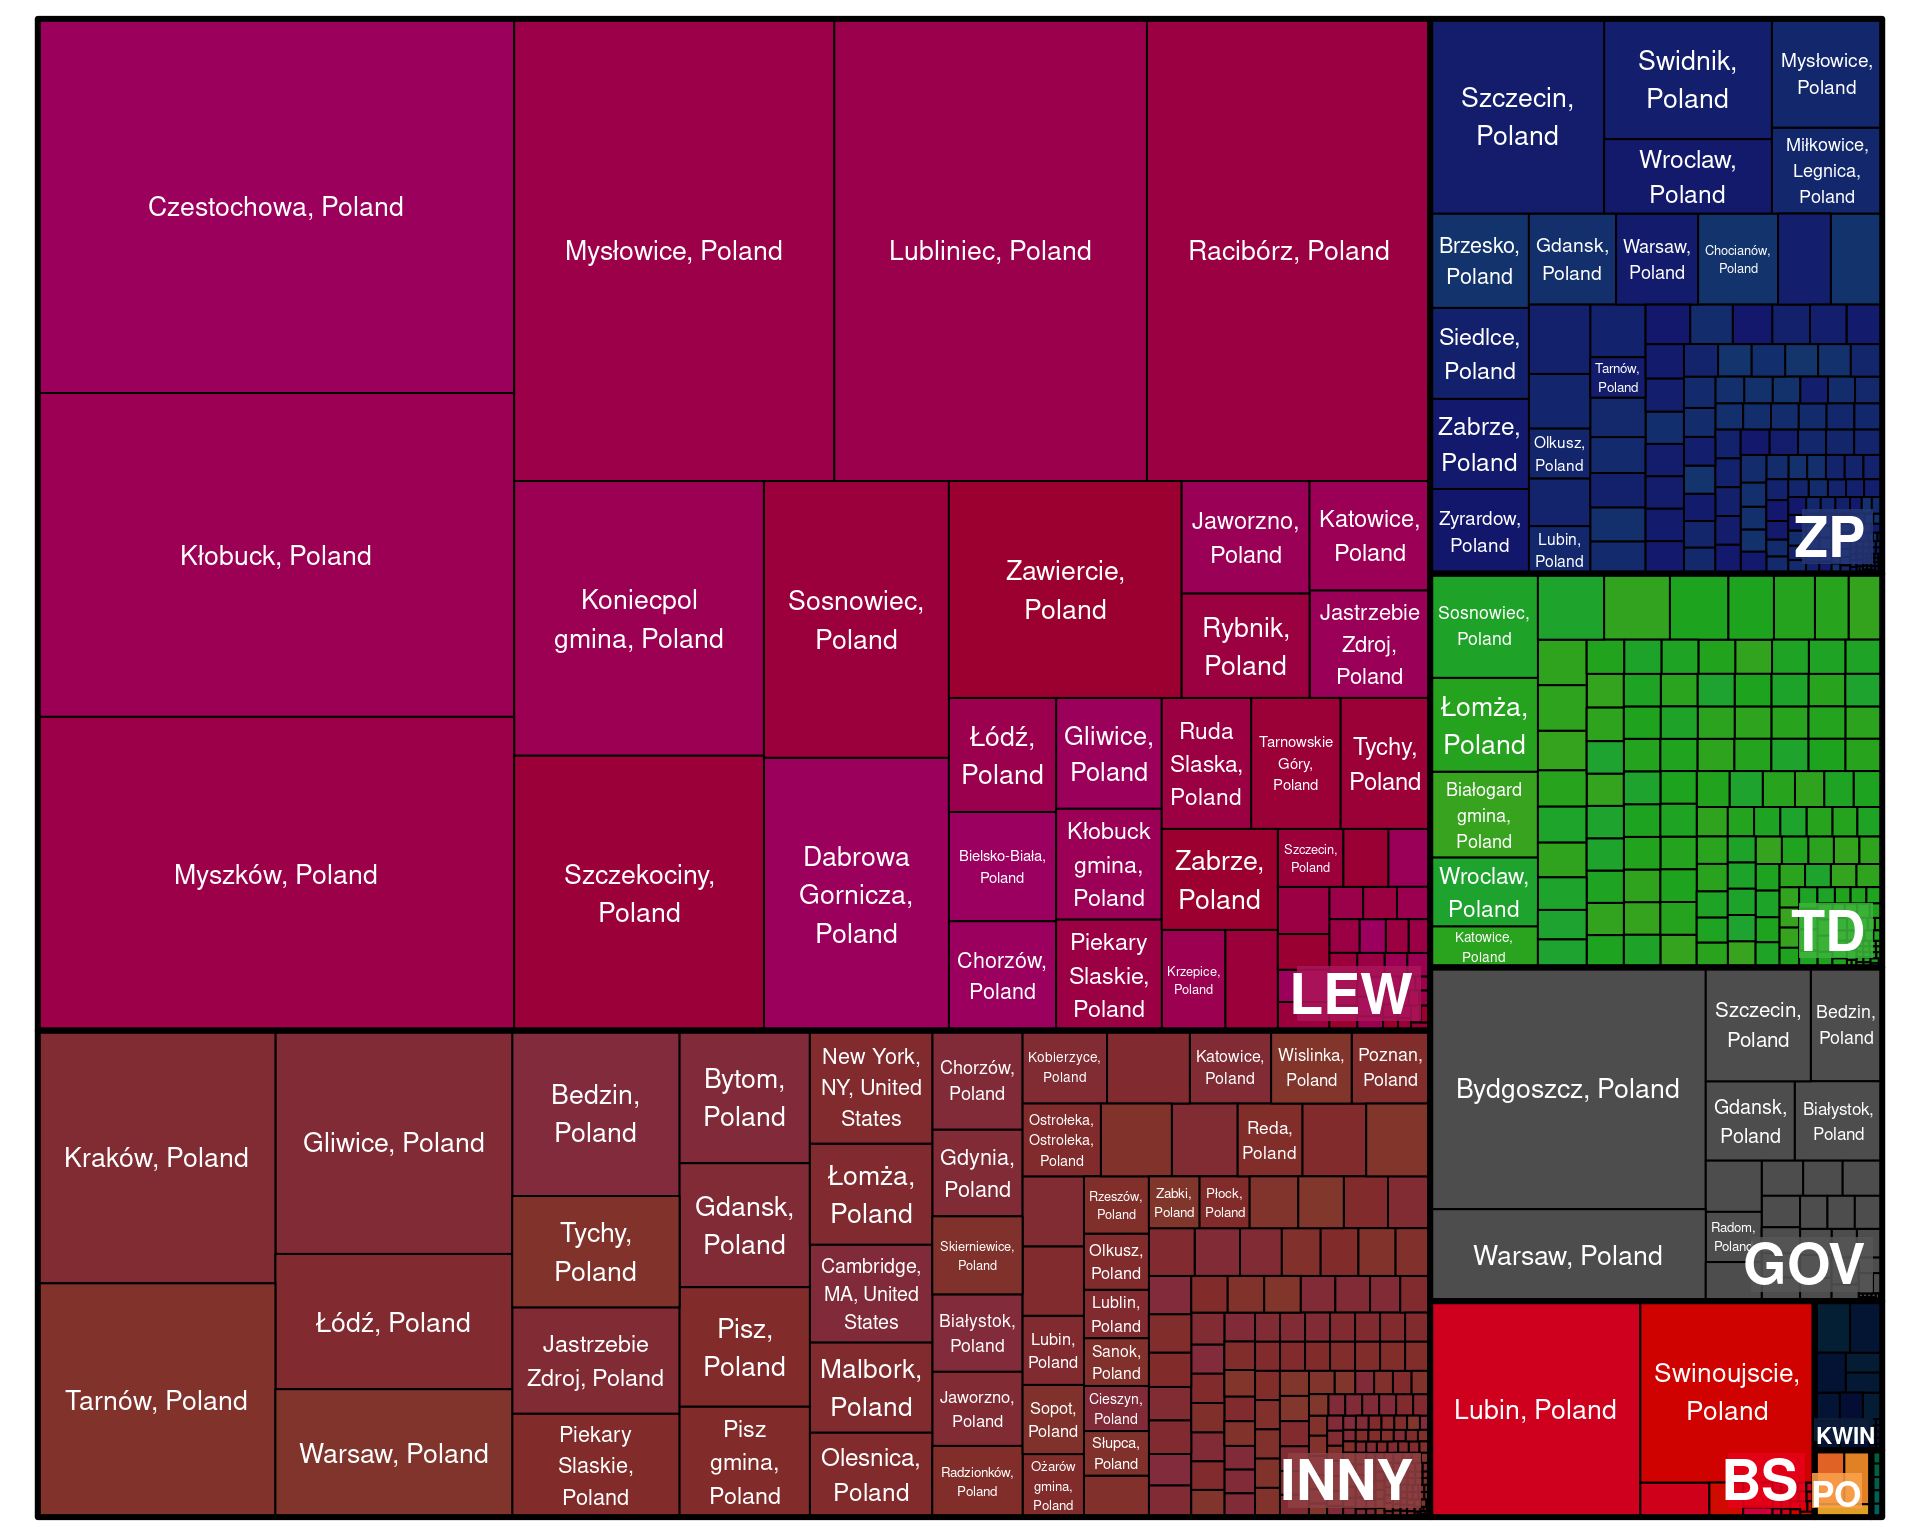 Czestochowa, Poland
Kłobuck, Poland
Myszków, Poland
Mysłowice, Poland
Lubliniec, Poland
Racibórz, Poland
Koniecpol
gmina, Poland
Szczekociny,
Poland
Sosnowiec,
Poland
Dabrowa
Gornicza,
Poland
Zawiercie,
Poland
Jaworzno,
Poland
Katowice,
Poland
Rybnik,
Poland
Jastrzebie
Zdroj,
Poland
Łódź,
Poland
Gliwice,
Poland
Ruda
Slaska,
Poland
Tarnowskie
Góry,
Poland
Tychy,
Poland
Bielsko-Biała,
Poland
Kłobuck
gmina,
Poland
Zabrze,
Poland
Szczecin,
Poland
Chorzów,
Poland
Piekary
Slaskie,
Poland
Krzepice,
Poland
LEW
Szczecin,
Poland
Swidnik,
Poland
Mysłowice,
Poland
Wroclaw,
Poland
Miłkowice,
Legnica,
Poland
Brzesko,
Poland
Gdansk,
Poland
Warsaw,
Poland
Chocianów,
Poland
Siedlce,
Poland
Tarnów,
Poland
Zabrze,
Poland
Olkusz,
Poland
Zyrardow,
Poland
Lubin,
Poland
ZP
Sosnowiec,
Poland
Łomża,
Poland
Białogard
gmina,
Poland
Wroclaw,
Poland
Katowice,
Poland
TD
Bydgoszcz, Poland
Warsaw, Poland
Szczecin,
Poland
Bedzin,
Poland
Gdansk,
Poland
Białystok,
Poland
Radom,
Poland
GOV
Lubin, Poland
Swinoujscie,
Poland
BS
KWIN
PO
Kraków, Poland
Tarnów, Poland
Gliwice, Poland
Łódź, Poland
Warsaw, Poland
Bedzin,
Poland
Tychy,
Poland
Jastrzebie
Zdroj, Poland
Piekary
Slaskie,
Poland
Bytom,
Poland
Gdansk,
Poland
Pisz,
Poland
Pisz
gmina,
Poland
New York,
NY, United
States
Łomża,
Poland
Cambridge,
MA, United
States
Malbork,
Poland
Olesnica,
Poland
Chorzów,
Poland
Gdynia,
Poland
Skierniewice,
Poland
Białystok,
Poland
Jaworzno,
Poland
Radzionków,
Poland
Kobierzyce,
Poland
Katowice,
Poland
Wislinka,
Poland
Poznan,
Poland
Ostrołeka,
Ostroleka,
Poland
Reda,
Poland
Rzeszów,
Poland
Zabki,
Poland
Płock,
Poland
Olkusz,
Poland
Lublin,
Poland
Lubin,
Poland
Sanok,
Poland
Sopot,
Poland
Cieszyn,
Poland
Słupca,
Poland
Ożarów
gmina,
Poland
INNY